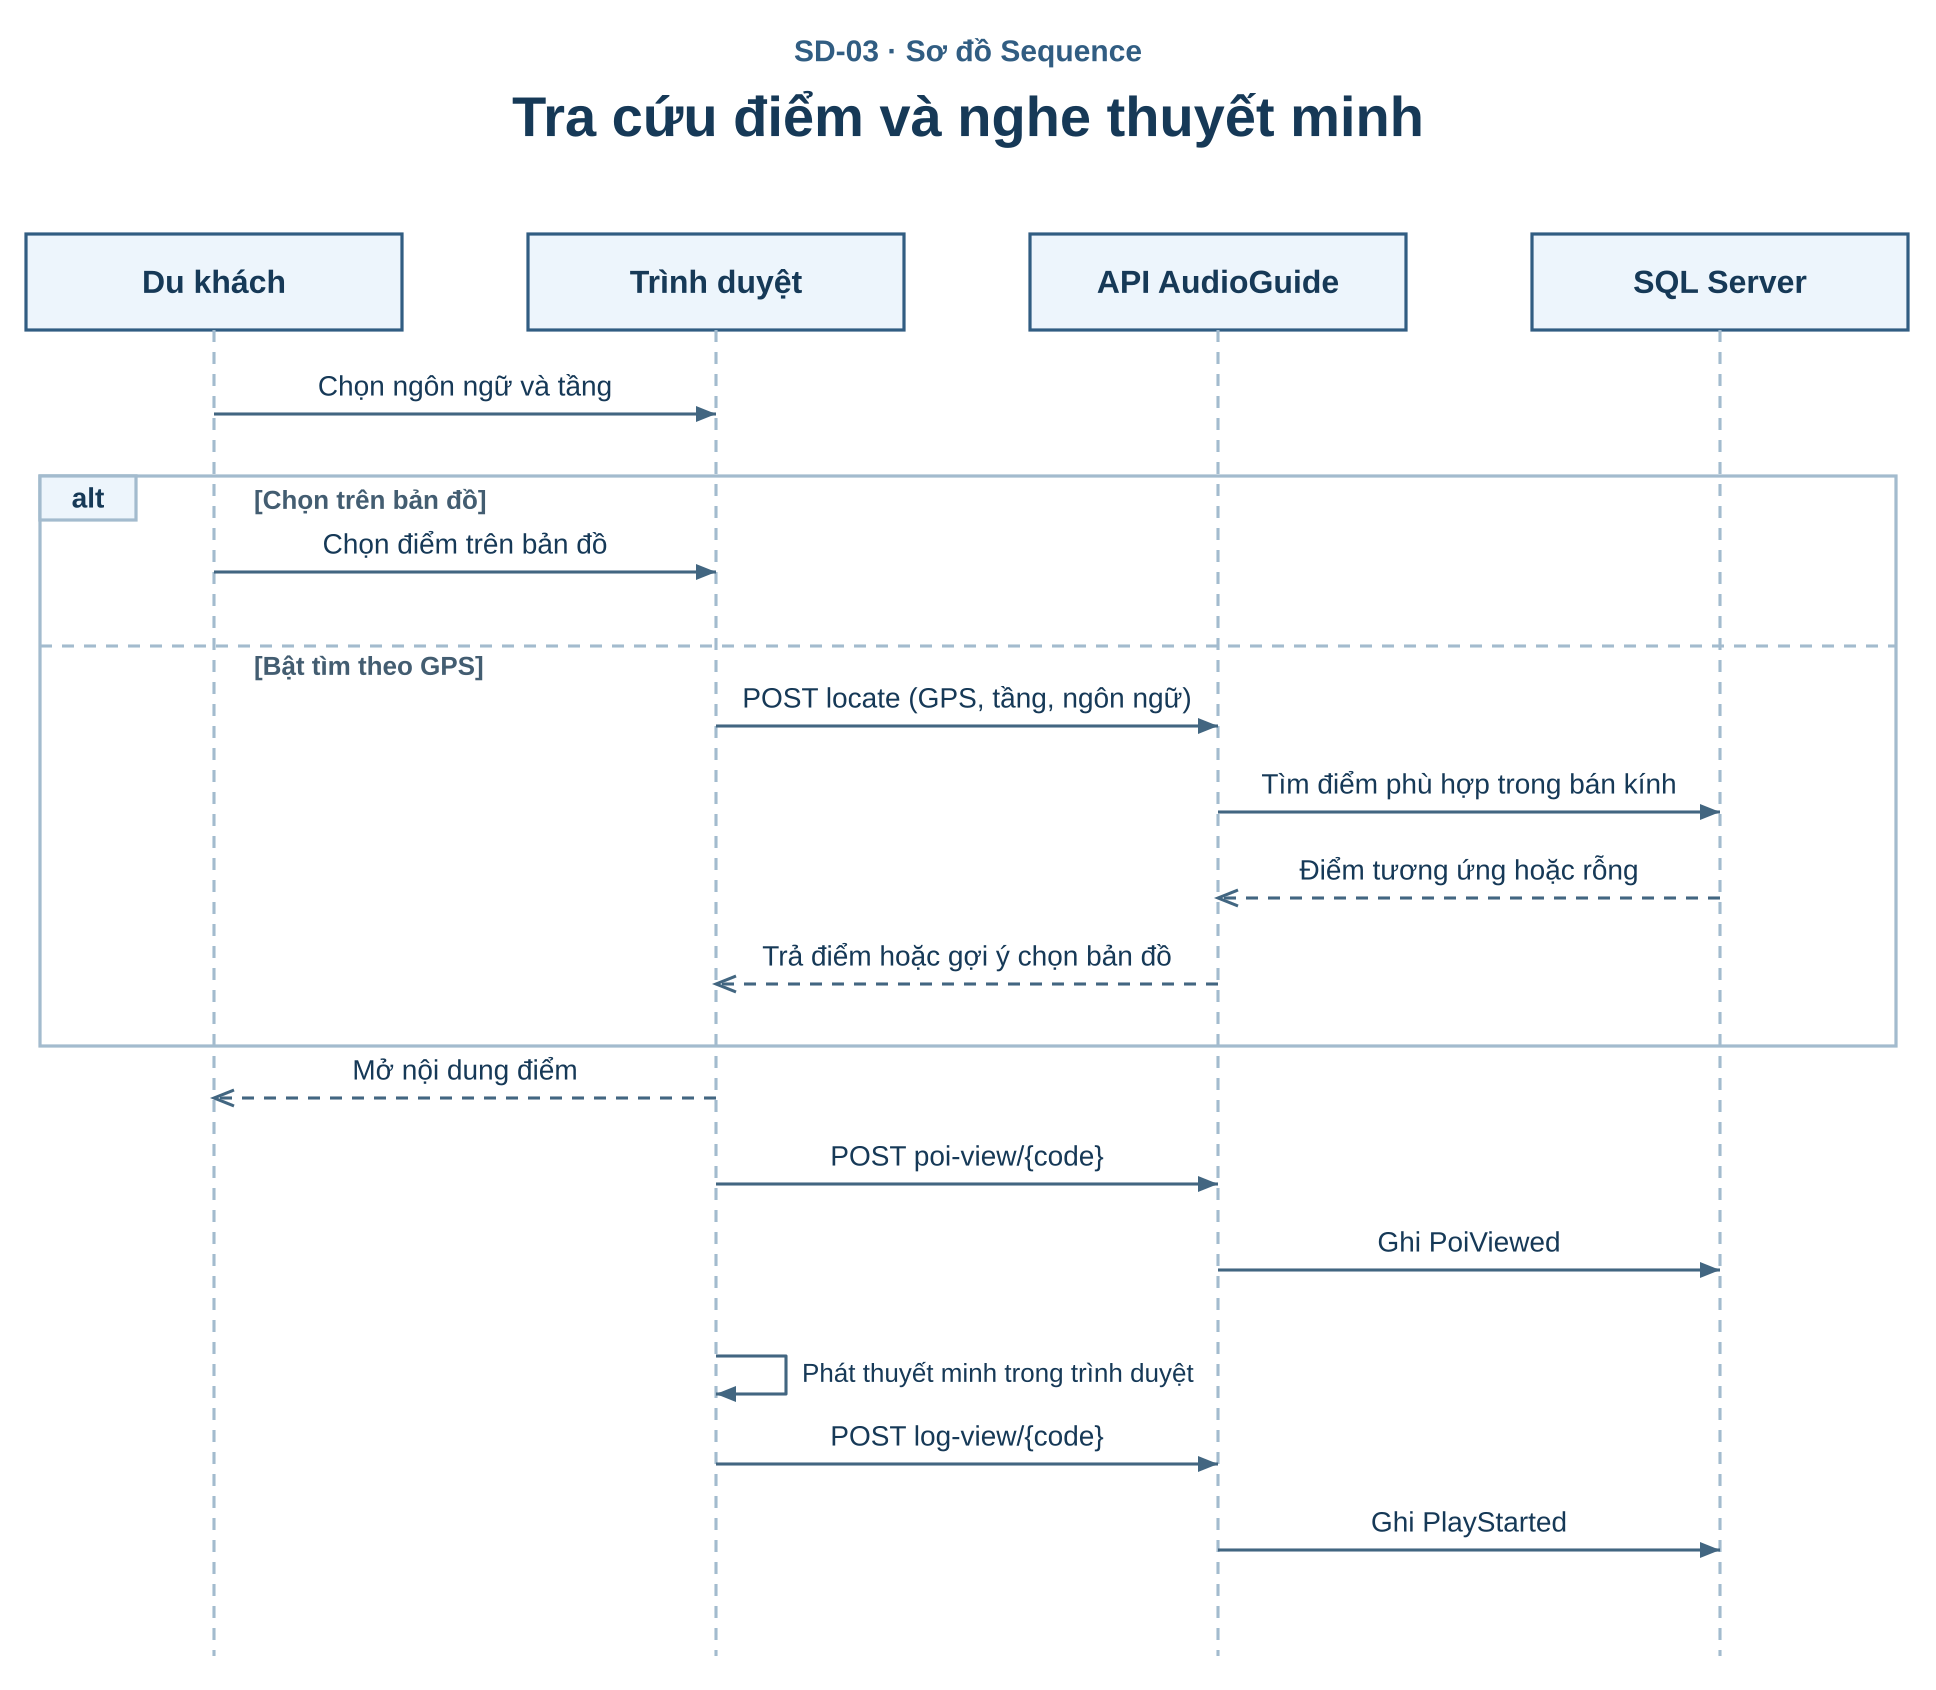 SD-03 · Sơ đồ Sequence
Tra cứu điểm và nghe thuyết minh
Du khách
Trình duyệt
API AudioGuide
SQL Server
Chọn ngôn ngữ và tầng
alt
[Chọn trên bản đồ]
Chọn điểm trên bản đồ
[Bật tìm theo GPS]
POST locate (GPS, tầng, ngôn ngữ)
Tìm điểm phù hợp trong bán kính
Điểm tương ứng hoặc rỗng
Trả điểm hoặc gợi ý chọn bản đồ
Mở nội dung điểm
POST poi-view/{code}
Ghi PoiViewed
Phát thuyết minh trong trình duyệt
POST log-view/{code}
Ghi PlayStarted